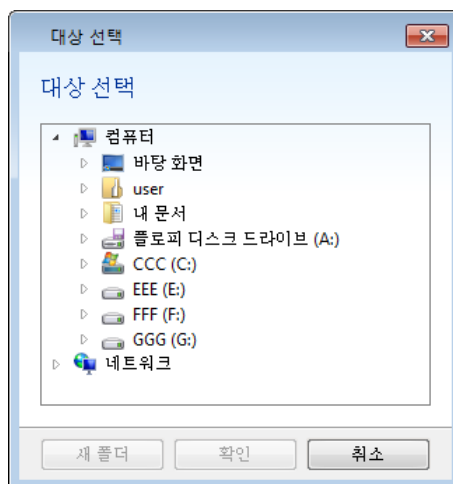 대상 선택
대상 선택
컴퓨터
바탕 화면
user
내 문서
플로피 디스크 드라이브 (A:)
CCC (C:)
EEE (E:)
FFF (F:)
GGG (G:)
네트워크
새 폴더 확인 취소